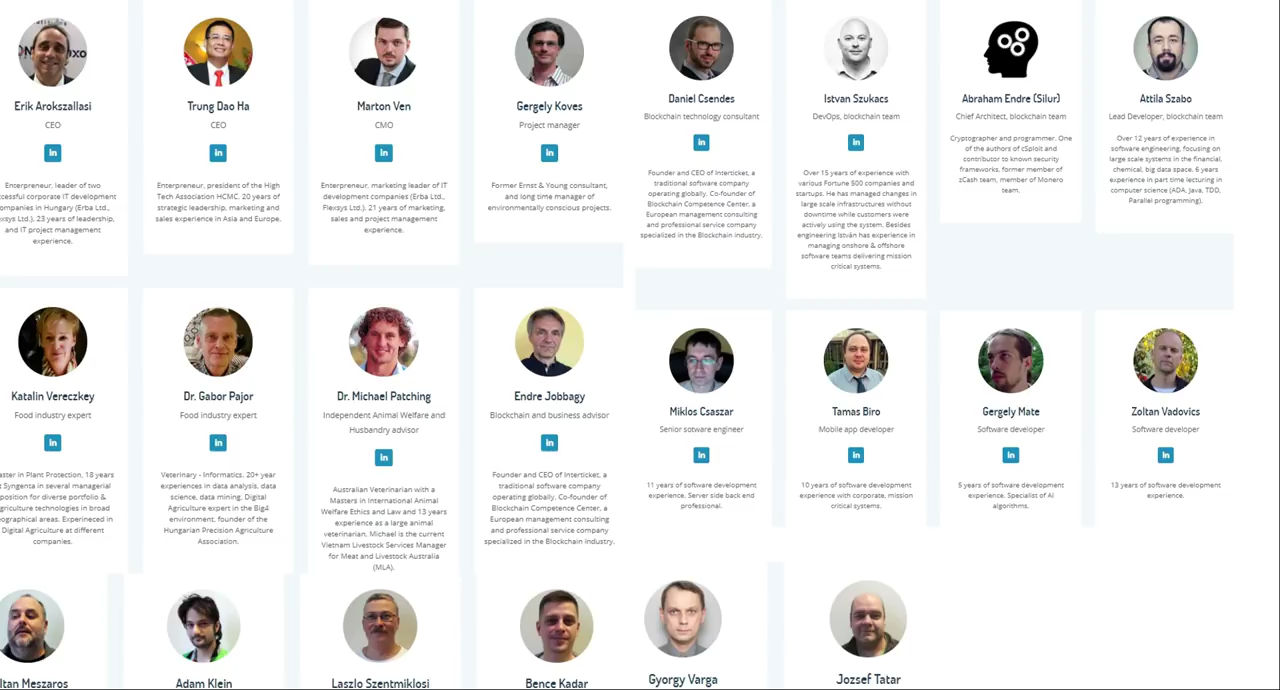 Erik Arokszallasi
CEO
Enterpreneur, leader of two
cessful corporate IT development
ompanies in Hungary (Erba Ltd.,
exsys Ltd.). 23 years of leadership,
and IT project management
experience.
Trung Dao Ha
CEO
Enterpreneur, president of the High
Tech Association HCMC. 20 years of
strategic leadership, marketing and
sales experience in Asia and Europe.
Marton Ven
CMO
Enterpreneur, marketing leader of IT
development companies (Erba Ltd.,
Flexsys Ltd.). 21 years of marketing,
sales and project management
experience.
Gergely Koves
Project manager
Former Ernst & Young consultant,
and long time manager of
environmentally conscious projects.
Daniel Csendes
Blockchain technology consultant
Founder and CEO of Interticket, a
traditional software company
operating globally. Co-founder of
Blockchain Competence Center, a
European management consulting
and professional service company
specialized in the Blockchain industry.
Istvan Szukacs
DevOps, blockchain team
Over 15 years of experience with
various Fortune 500 companies and
startups. He has managed changes in
large scale infrastructures without
downtime while customers were
actively using the system. Besides
engineering István has experience in
managing onshore & offshore
software teams delivering mission
critical systems.
Abraham Endre (Silur)
Chief Architect, blockchain team
Cryptographer and programmer. One
of the authors of cSploit and
contributor to known security
frameworks, former member of
zCash team, member of Monero
team.
Attila Szabo
Lead Developer, blockchain team
Over 12 years of experience in
software engineering, focusing on
large scale systems in the financial,
chemical, big data space. 6 years
experience in part time lecturing in
computer science (ADA, Java, TDD,
Parallel programming).
Katalin Vereczkey
Food industry expert
aster in Plant Protection, 18 years
t Syngenta in several managerial
position for diverse portfolio &
griculture technologies in broad
eographical areas. Experineced in
Digital Agriculture at different
companies.
Dr. Gabor Pajor
Food industry expert
Veterinary - Informatics. 20+ year
experiences in data analysis, data
science, data mining. Digital
Agriculture expert in the Big4
environment, founder of the
Hungarian Precision Agriculture
Association.
Dr. Michael Patching
Independent Animal Welfare and
Husbandry advisor
Australian Veterinarian with a
Masters in International Animal
Welfare Ethics and Law and 13 years
experience as a large animal
veterinarian. Michael is the current
Vietnam Livestock Services Manager
for Meat and Livestock Australia
(MLA).
Endre Jobbagy
Blockchain and business advisor
Founder and CEO of Interticket, a
traditional software company
operating globally. Co-founder of
Blockchain Competence Center, a
European management consulting
and professional service company
specialized in the Blockchain industry.
Miklos Csaszar
Senior sotware engineer
11 years of software development
experience. Server side back end
professional.
Tamas Biro
Mobile app developer
10 years of software development
experience with corporate, mission
critical systems.
Gergely Mate
Software developer
5 years of software development
experience. Specialist of AI
algorithms.
Zoltan Vadovics
Software developer
13 years of software development
experience.
ltan Meszaros
Adam Klein
Laszlo Szentmiklosi
Bence Kadar
Gyorgy Varga
Jozsef Tatar